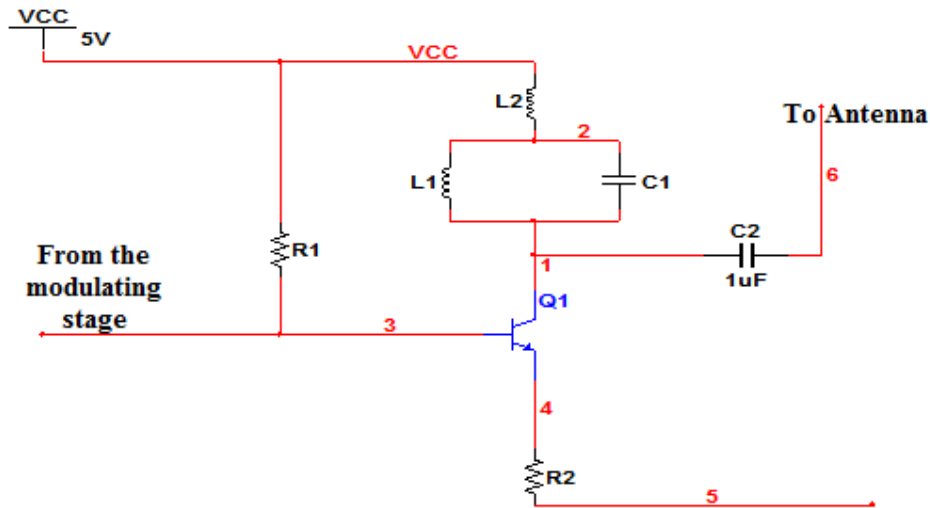 VCC
5V
VCC
L2
2
To Antenna
L1
C1
6
From the
modulating
stage
R1
C2
1
1uF
Q1
3
4
R2
5